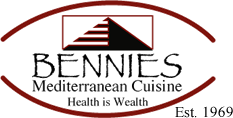 BENNIES
Mediterranean Cuisine
Health is Wealth
Est. 1969